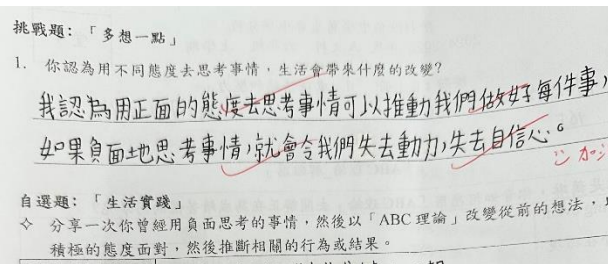 挑戰題:「多想一點」
1. 你認為用不同態度去思考事情,生活會帶來什麼的改變?
我認為用正面的態度去思考事情可以推動我們做好每件事,
如果負面地思考事情,就會令我們失去動力,失去自信心。
加
自選題:「生活實踐」
✧ 分享一次你曾經用負面思考的事情,然後以「ABC 理論」改變從前的想法,
積極的態度面對,然後推斷相關的行為或結果。